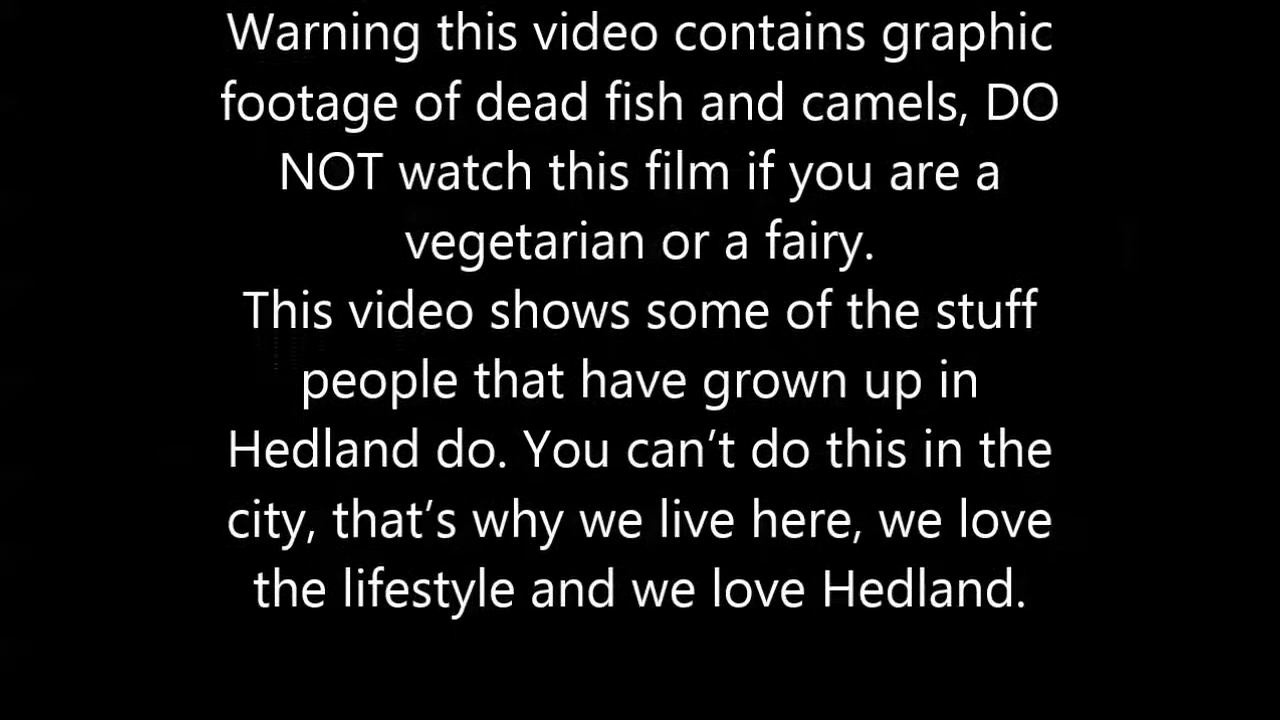 Warning this video contains graphic
footage of dead fish and camels, DO
NOT watch this film if you are a
vegetarian or a fairy.
This video shows some of the stuff
people that have grown up in
Hedland do. You can’t do this in the
city, that’s why we live here, we love
the lifestyle and we love Hedland.